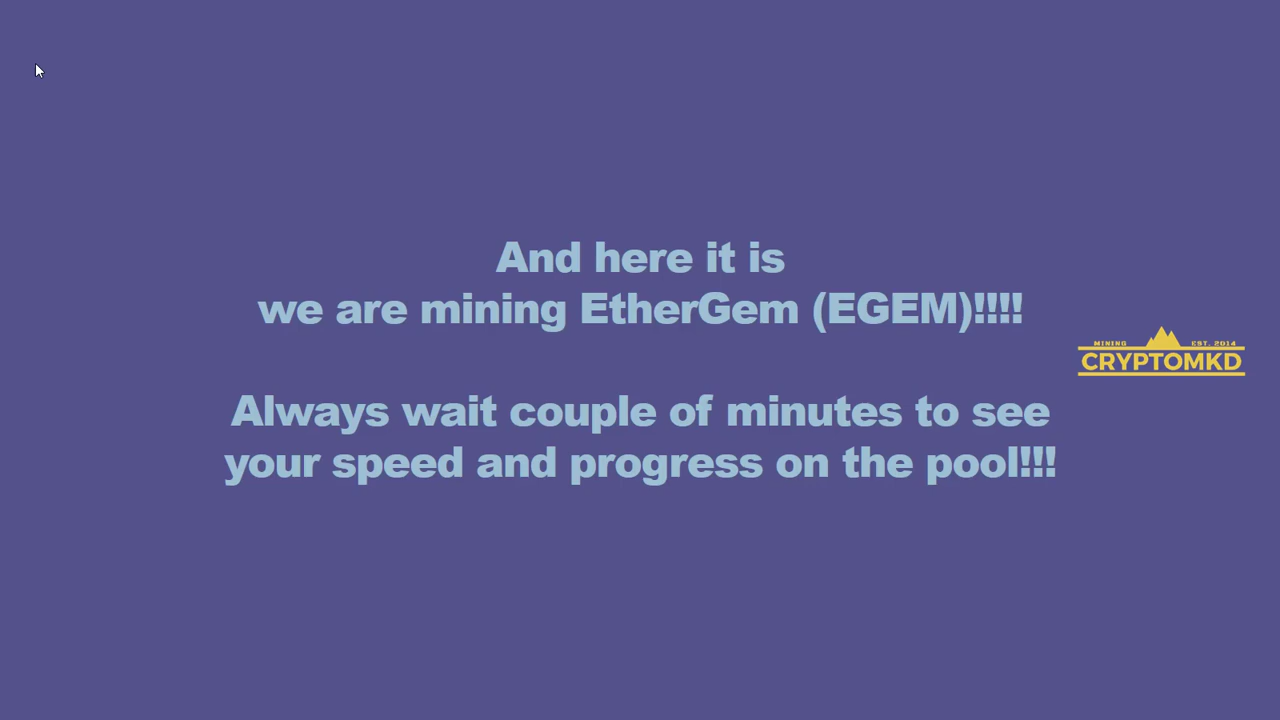 And here it is
we are mining EtherGem (EGEM)!!!!
MINING EST. 2014
CRYPTOMKD
Always wait couple of minutes to see
your speed and progress on the pool!!!